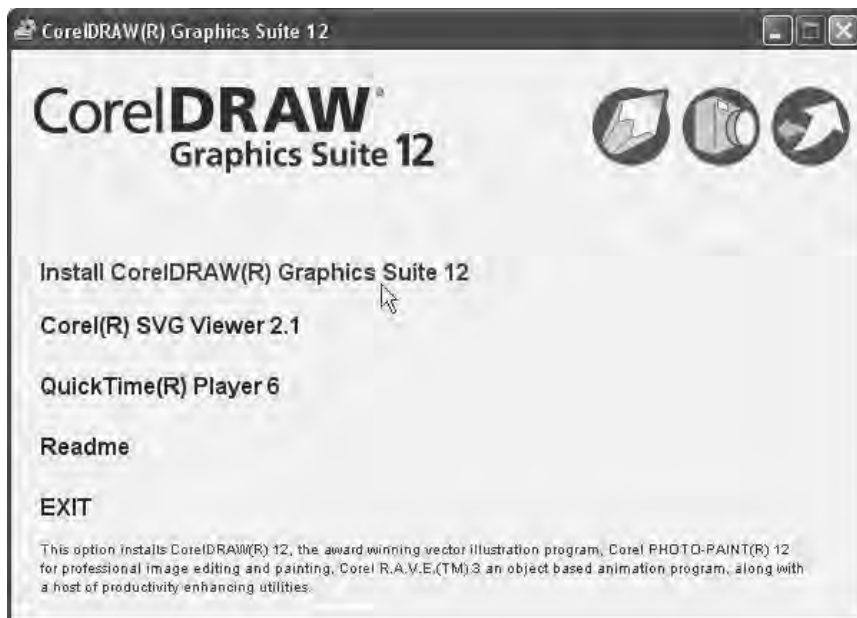 CorelDRAW(R) Graphics Suite 12
CorelDRAW®
Graphics Suite 12
Install CorelDRAW(R) Graphics Suite 12
Corel(R) SVG Viewer 2.1
QuickTime(R) Player 6
Readme
EXIT
This option installs CorelDRAW(R) 12, the award winning vector illustration program, Corel PHOTO-PAINT(R) 12
for professional image editing and painting, Corel R.A.V.E.(TM) 3 an object based animation program, along with
a host of productivity enhancing utilities.